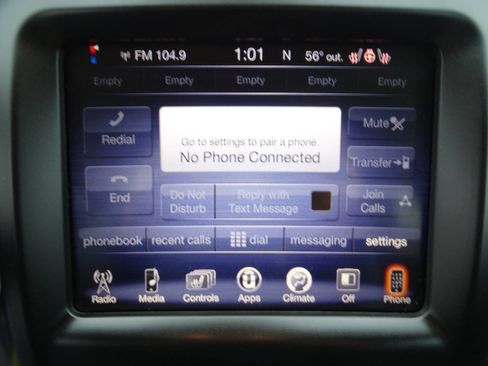 FM 104.9 1:01 N 56° out.
Empty Empty Empty Empty Empty
Redial
Go to settings to pair a phone.
No Phone Connected
Mute
Transfer
End
Do Not Disturb
Reply with Text Message
Join Calls
phonebook recent calls dial messaging settings
Radio Media Controls Apps Climate Off Phone